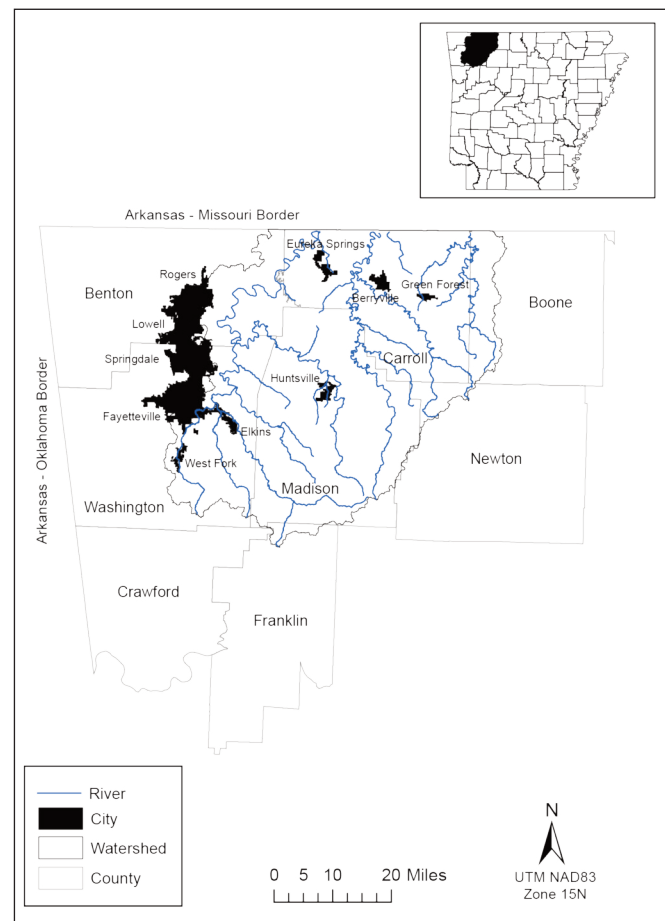 Arkansas - Missouri Border
Eureka Springs
Rogers
Green Forest
Benton
Berryville
Boone
Lowell
Springdale
Carroll
Huntsville
Arkansas - Oklahoma Border
Fayetteville
Elkins
West Fork
Newton
Madison
Washington
Crawford
Franklin
River
City
Watershed
County
0 5 10 20 Miles
N
UTM NAD83
Zone 15N